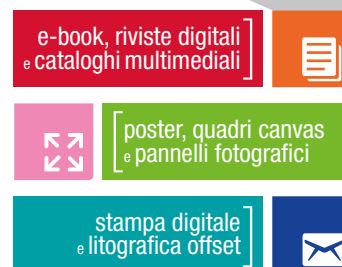 e-book, riviste digitali
e cataloghi multimediali
poster, quadri canvas
e pannelli fotografici
stampa digitale
e litografica offset